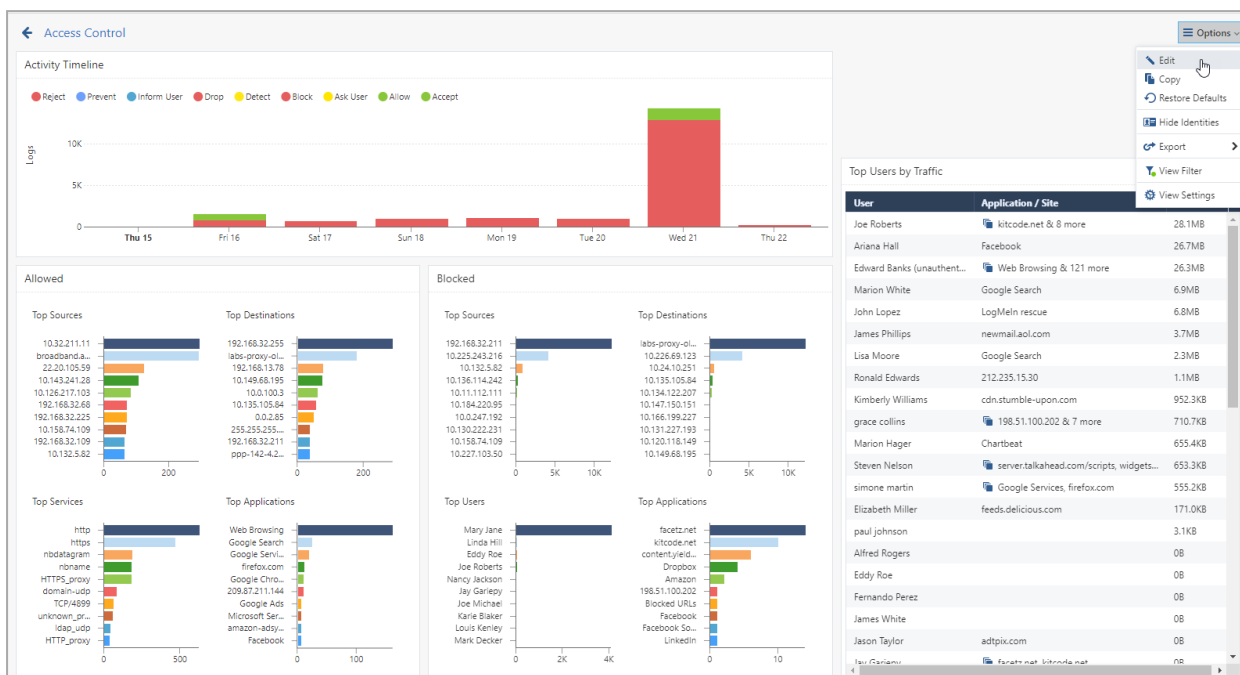 Access Control
Options
Edit
Copy
Restore Defaults
Hide Identities
Export
View Filter
View Settings
Activity Timeline
Reject Prevent Inform User Drop Detect Block Ask User Allow Accept
Logs
10K
5K
0
Thu 15 Fri 16 Sat 17 Sun 18 Mon 19 Tue 20 Wed 21 Thu 22
Allowed
Top Sources
10.32.211.11
broadband.a...
22.20.105.59
10.143.241.28
10.126.217.103
192.168.32.68
192.168.32.225
10.158.74.109
192.168.32.109
10.132.5.82
0 200
Top Destinations
192.168.32.255
labs-proxy-ol...
192.168.13.78
10.149.68.195
10.0.100.3
10.135.105.84
0.0.2.85
255.255.255....
192.168.32.211
ppp-142-4.2...
0 200
Top Services
http
https
nbdatagram
nbname
HTTPS_proxy
domain-udp
TCP/4899
unknown_pr...
ldap_udp
HTTP_proxy
0 500
Top Applications
Web Browsing
Google Search
Google Servi...
firefox.com
Google Chro...
209.87.211.144
Google Ads
Microsoft Ser...
amazon-adsy...
Facebook
0 100
Blocked
Top Sources
192.168.32.211
10.225.243.216
10.132.5.82
10.136.114.242
10.11.112.111
10.184.220.95
10.0.247.192
10.130.222.231
10.158.74.109
10.227.103.50
0 5K 10K
Top Destinations
labs-proxy-ol...
10.226.69.123
10.24.10.251
10.135.105.84
10.134.122.207
10.147.150.151
10.166.199.227
10.131.227.193
10.120.118.149
10.149.68.195
0 5K 10K
Top Users
Mary Jane
Linda Hill
Eddy Roe
Joe Roberts
Nancy Jackson
Jay Gariepy
Joe Michael
Karle Blaker
Louis Kenley
Mark Decker
0 2K 4K
Top Applications
facetz.net
kitcode.net
content.yield...
Dropbox
Amazon
198.51.100.202
Blocked URLs
Facebook
Facebook So...
LinkedIn
0 10
Top Users by Traffic
User Application / Site
Joe Roberts kitcode.net & 8 more 28.1MB
Ariana Hall Facebook 26.7MB
Edward Banks (unauthent... Web Browsing & 121 more 26.3MB
Marion White Google Search 6.9MB
John Lopez LogMeIn rescue 6.8MB
James Phillips newmail.aol.com 3.7MB
Lisa Moore Google Search 2.3MB
Ronald Edwards 212.235.15.30 1.1MB
Kimberly Williams cdn.stumble-upon.com 952.3KB
grace collins 198.51.100.202 & 7 more 710.7KB
Marion Hager Chartbeat 655.4KB
Steven Nelson server.talkahead.com/scripts, widgets... 653.3KB
simone martin Google Services, firefox.com 555.2KB
Elizabeth Miller feeds.delicious.com 171.0KB
paul johnson 3.1KB
Alfred Rogers 0B
Eddy Roe 0B
Fernando Perez 0B
James White 0B
Jason Taylor adtpix.com 0B
Jay Gariepy facetz.net, kitcode.net 0B